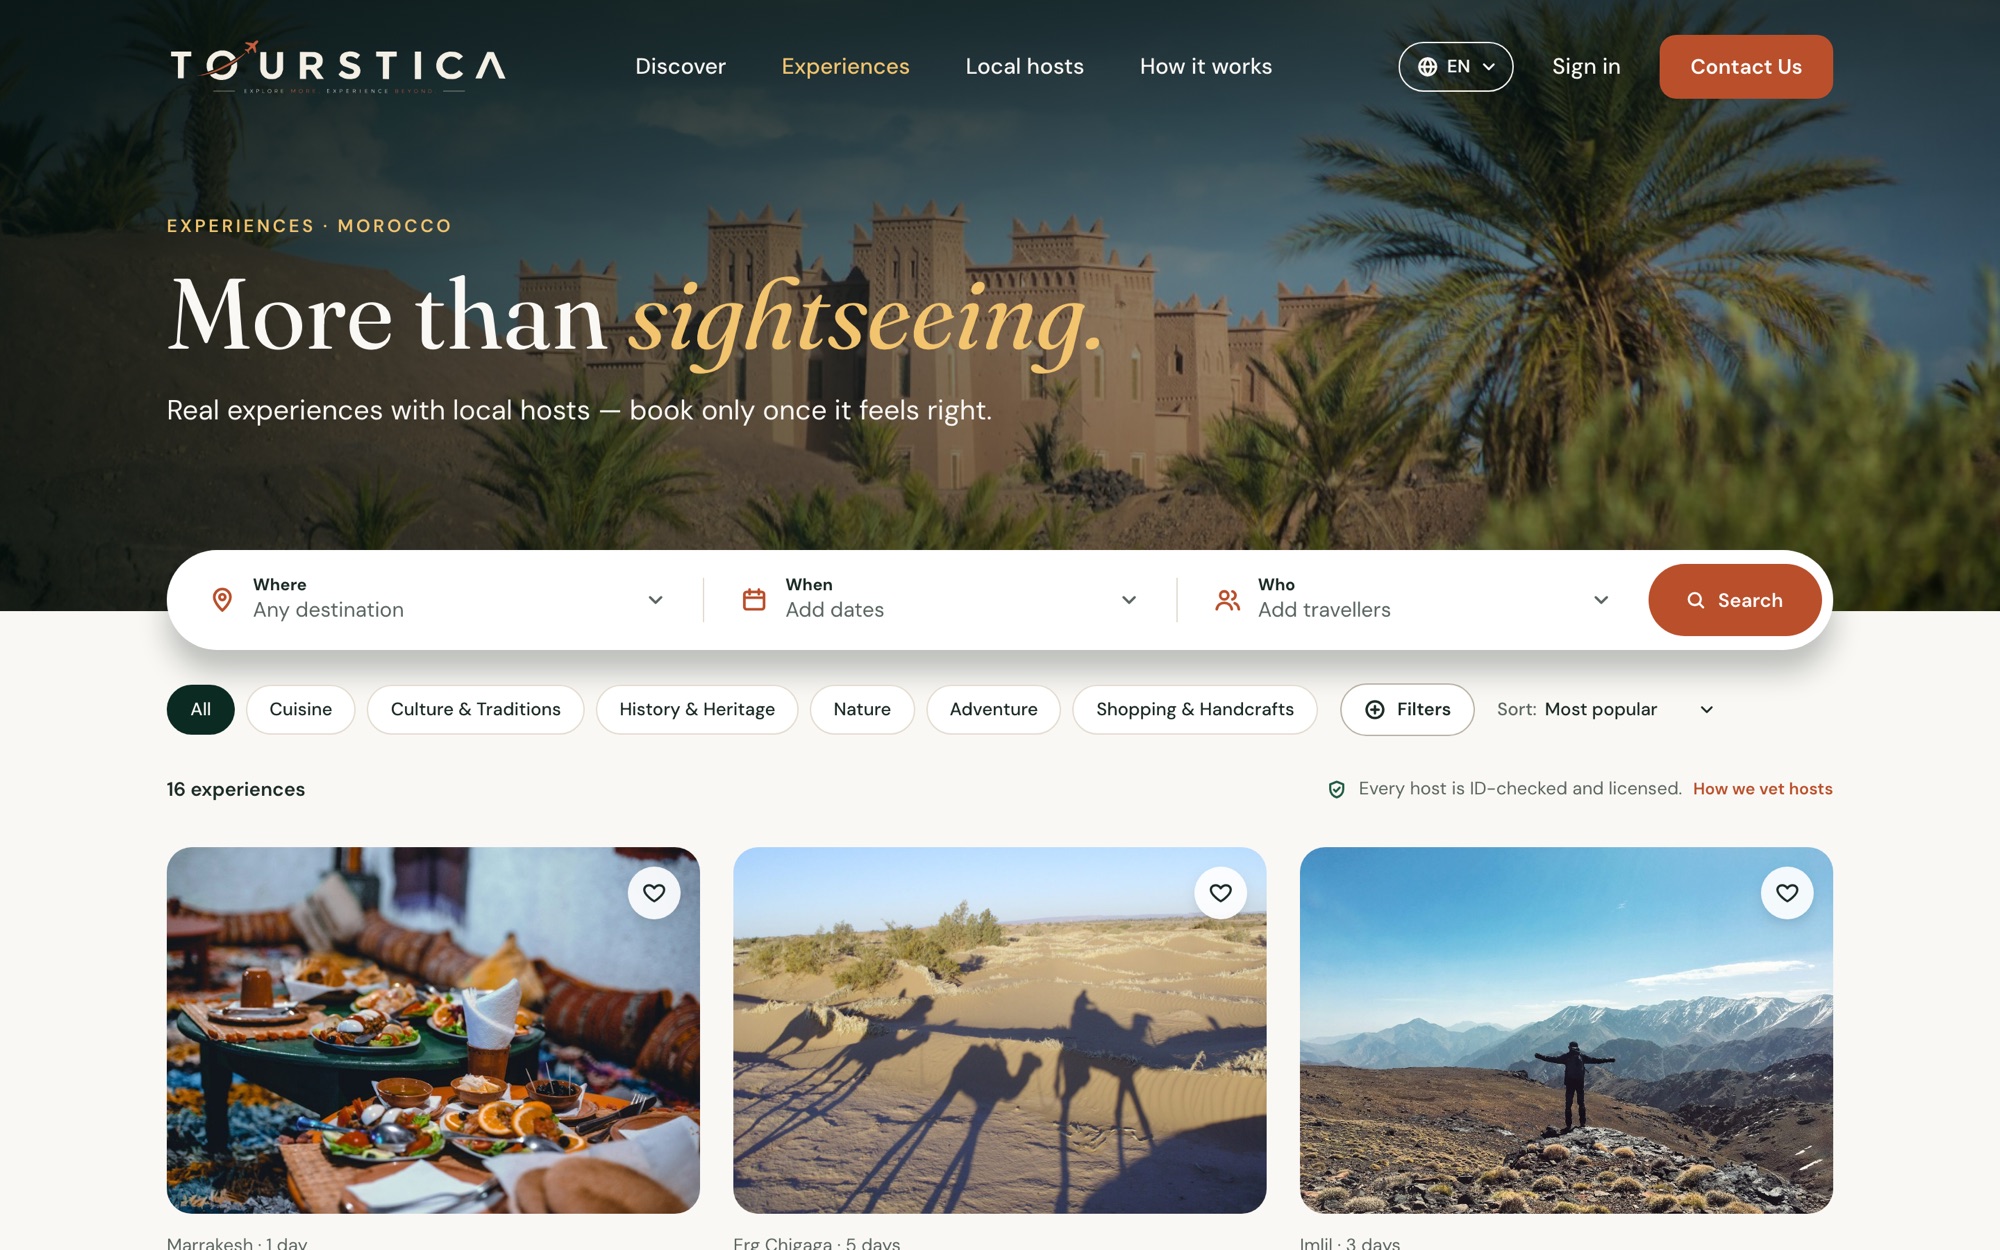 TOURSTICA
EXPLORE MORE. EXPERIENCE BEYOND
Discover
Experiences
Local hosts
How it works
EN
Sign in
Contact Us
EXPERIENCES · MOROCCO
More than sightseeing.
Real experiences with local hosts — book only once it feels right.
Where
Any destination
When
Add dates
Who
Add travellers
Search
All
Cuisine
Culture & Traditions
History & Heritage
Nature
Adventure
Shopping & Handcrafts
Filters
Sort: Most popular
16 experiences
Every host is ID-checked and licensed. How we vet hosts
Marrakesh · 1 day
Erg Chigaga · 5 days
Imlil · 3 days